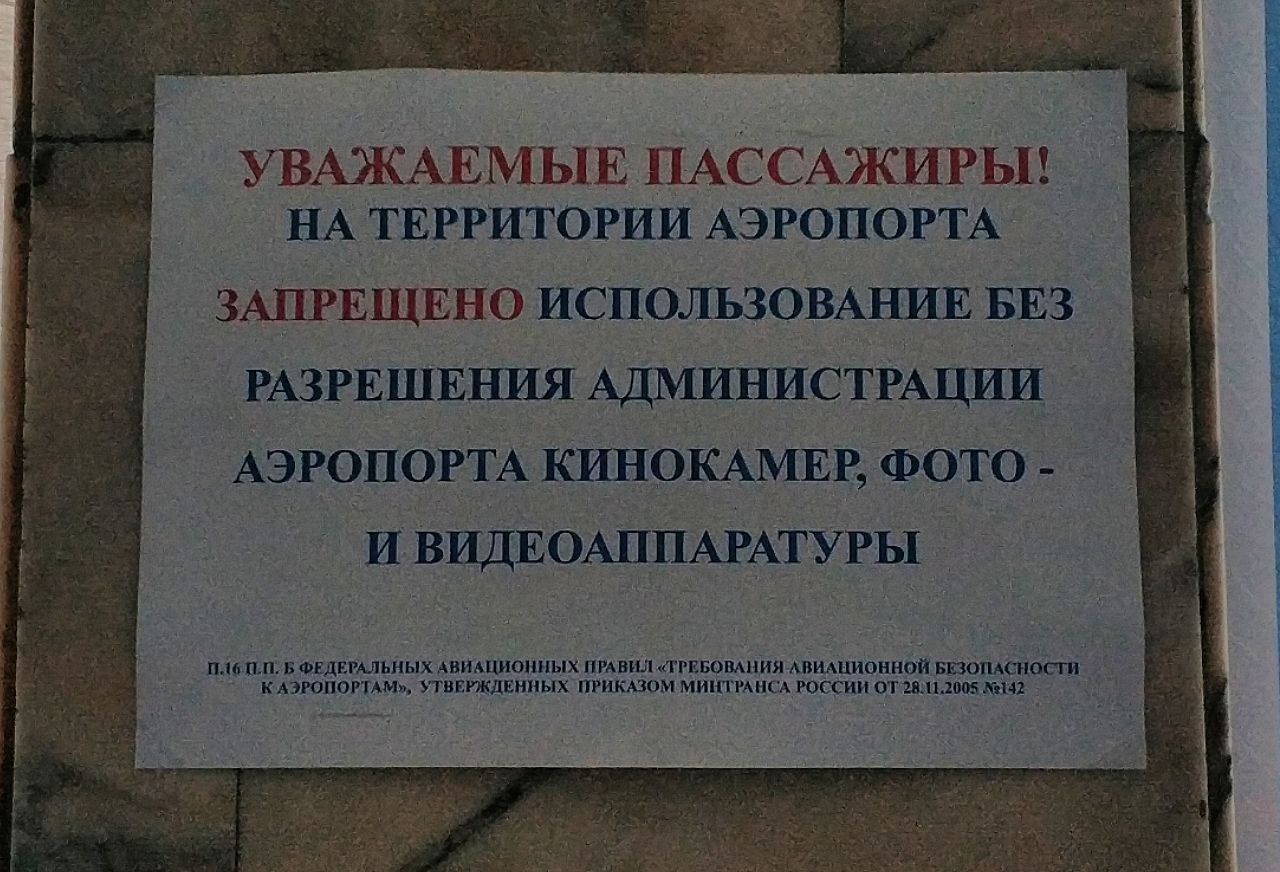 УВАЖАЕМЫЕ ПАССАЖИРЫ!
НА ТЕРРИТОРИИ АЭРОПОРТА
ЗАПРЕЩЕНО ИСПОЛЬЗОВАНИЕ БЕЗ
РАЗРЕШЕНИЯ АДМИНИСТРАЦИИ
АЭРОПОРТА КИНОКАМЕР, ФОТО -
И ВИДЕОАППАРАТУРЫ
П.16 П.П. Б ФЕДЕРАЛЬНЫХ АВИАЦИОННЫХ ПРАВИЛ «ТРЕБОВАНИЯ АВИАЦИОННОЙ БЕЗОПАСНОСТИ
К АЭРОПОРТАМ», УТВЕРЖДЕННЫХ ПРИКАЗОМ МИНТРАНСА РОССИИ ОТ 28.11.2005 №142